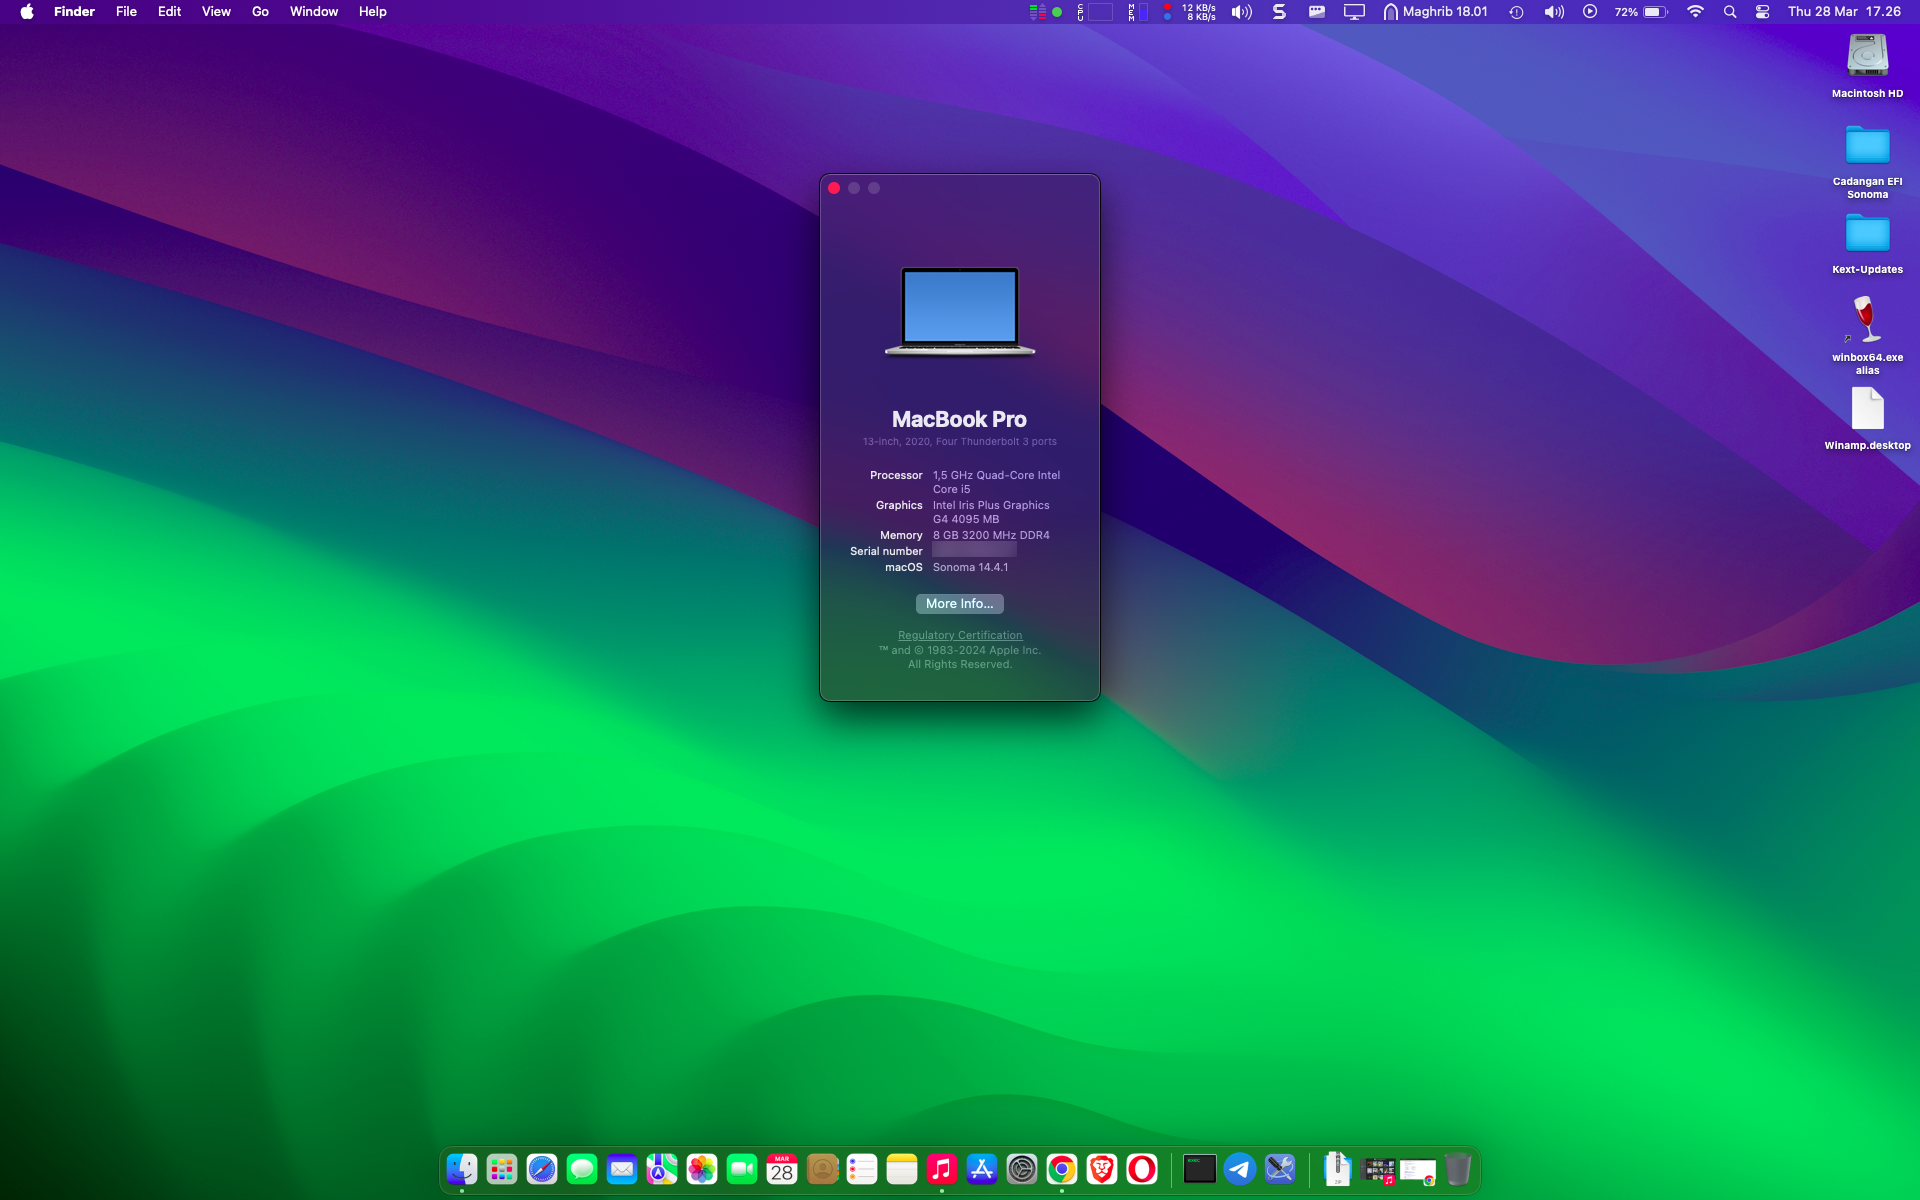 Finder File Edit View Go Window Help
CPU
MEM
12 KB/s
8 KB/s
Maghrib 18.01
72%
Thu 28 Mar 17.26
Macintosh HD
Cadangan EFI
Sonoma
Kext-Updates
winbox64.exe
alias
Winamp.desktop
MacBook Pro
13-inch, 2020, Four Thunderbolt 3 ports
Processor 1,5 GHz Quad-Core Intel
Core i5
Graphics Intel Iris Plus Graphics
G4 4095 MB
Memory 8 GB 3200 MHz DDR4
Serial number
macOS Sonoma 14.4.1
More Info...
Regulatory Certification
™ and © 1983-2024 Apple Inc.
All Rights Reserved.
MAR
28
exec
ZIP